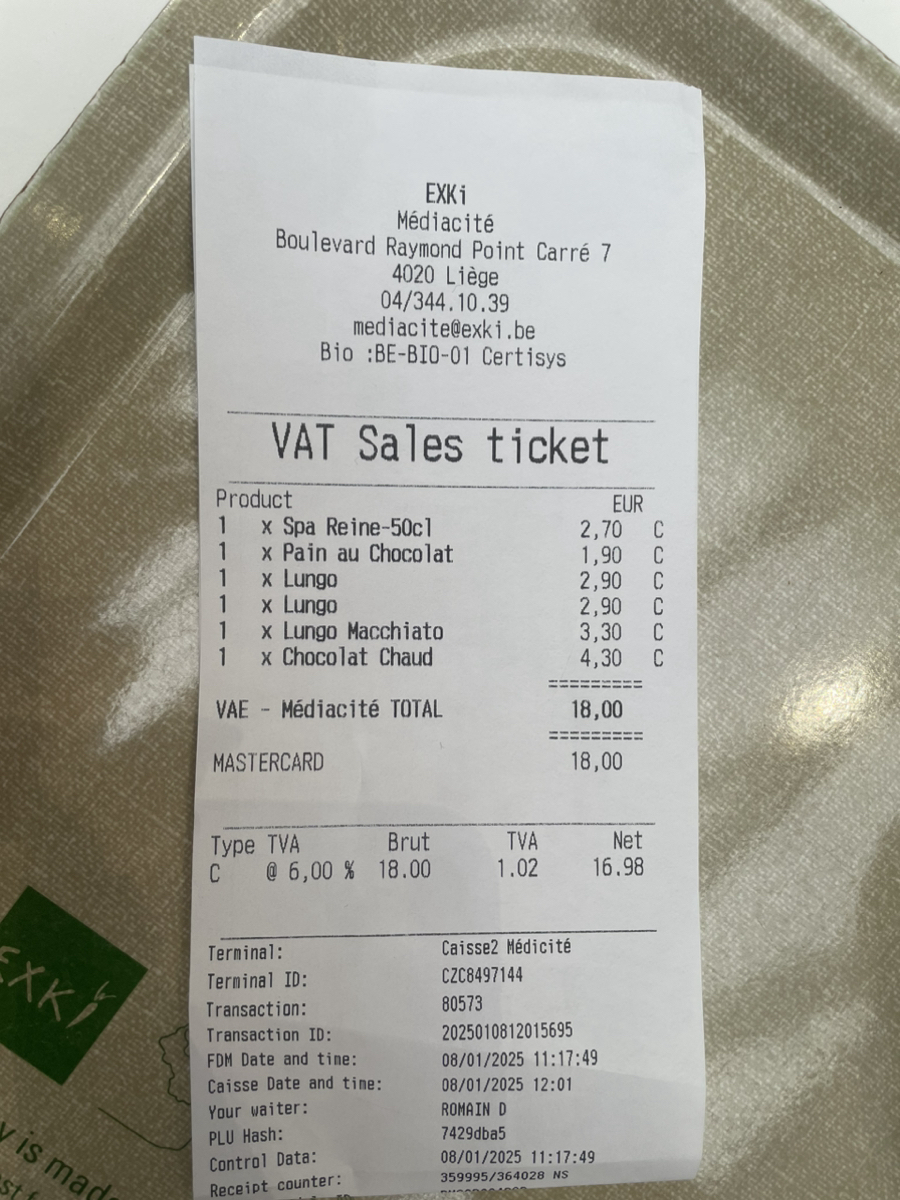 EXKi
Médiacité
Boulevard Raymond Point Carré 7
4020 Liège
04/344.10.39
mediacite@exki.be
Bio :BE-BIO-01 Certisys
VAT Sales ticket
Product EUR
1 x Spa Reine-50cl 2,70 C
1 x Pain au Chocolat 1,90 C
1 x Lungo 2,90 C
1 x Lungo 2,90 C
1 x Lungo Macchiato 3,30 C
1 x Chocolat Chaud 4,30 C
=========
VAE - Médiacité TOTAL 18,00
=========
MASTERCARD 18,00
Type TVA Brut TVA Net
C @ 6,00 % 18.00 1.02 16.98
Terminal: Caisse2 Médicité
Terminal ID: CZC8497144
Transaction: 80573
Transaction ID: 2025010812015695
FDM Date and time: 08/01/2025 11:17:49
Caisse Date and time: 08/01/2025 12:01
Your waiter: ROMAIN D
PLU Hash: 7429dba5
Control Data: 08/01/2025 11:17:49
Receipt counter: 359995/364028 NS
EXKi
is made